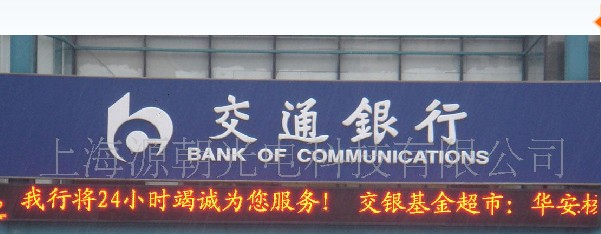 交通銀行
BANK OF COMMUNICATIONS
上海源朝光电科技有限公司
我行将24小时竭诚为您服务! 交银基金超市:华安